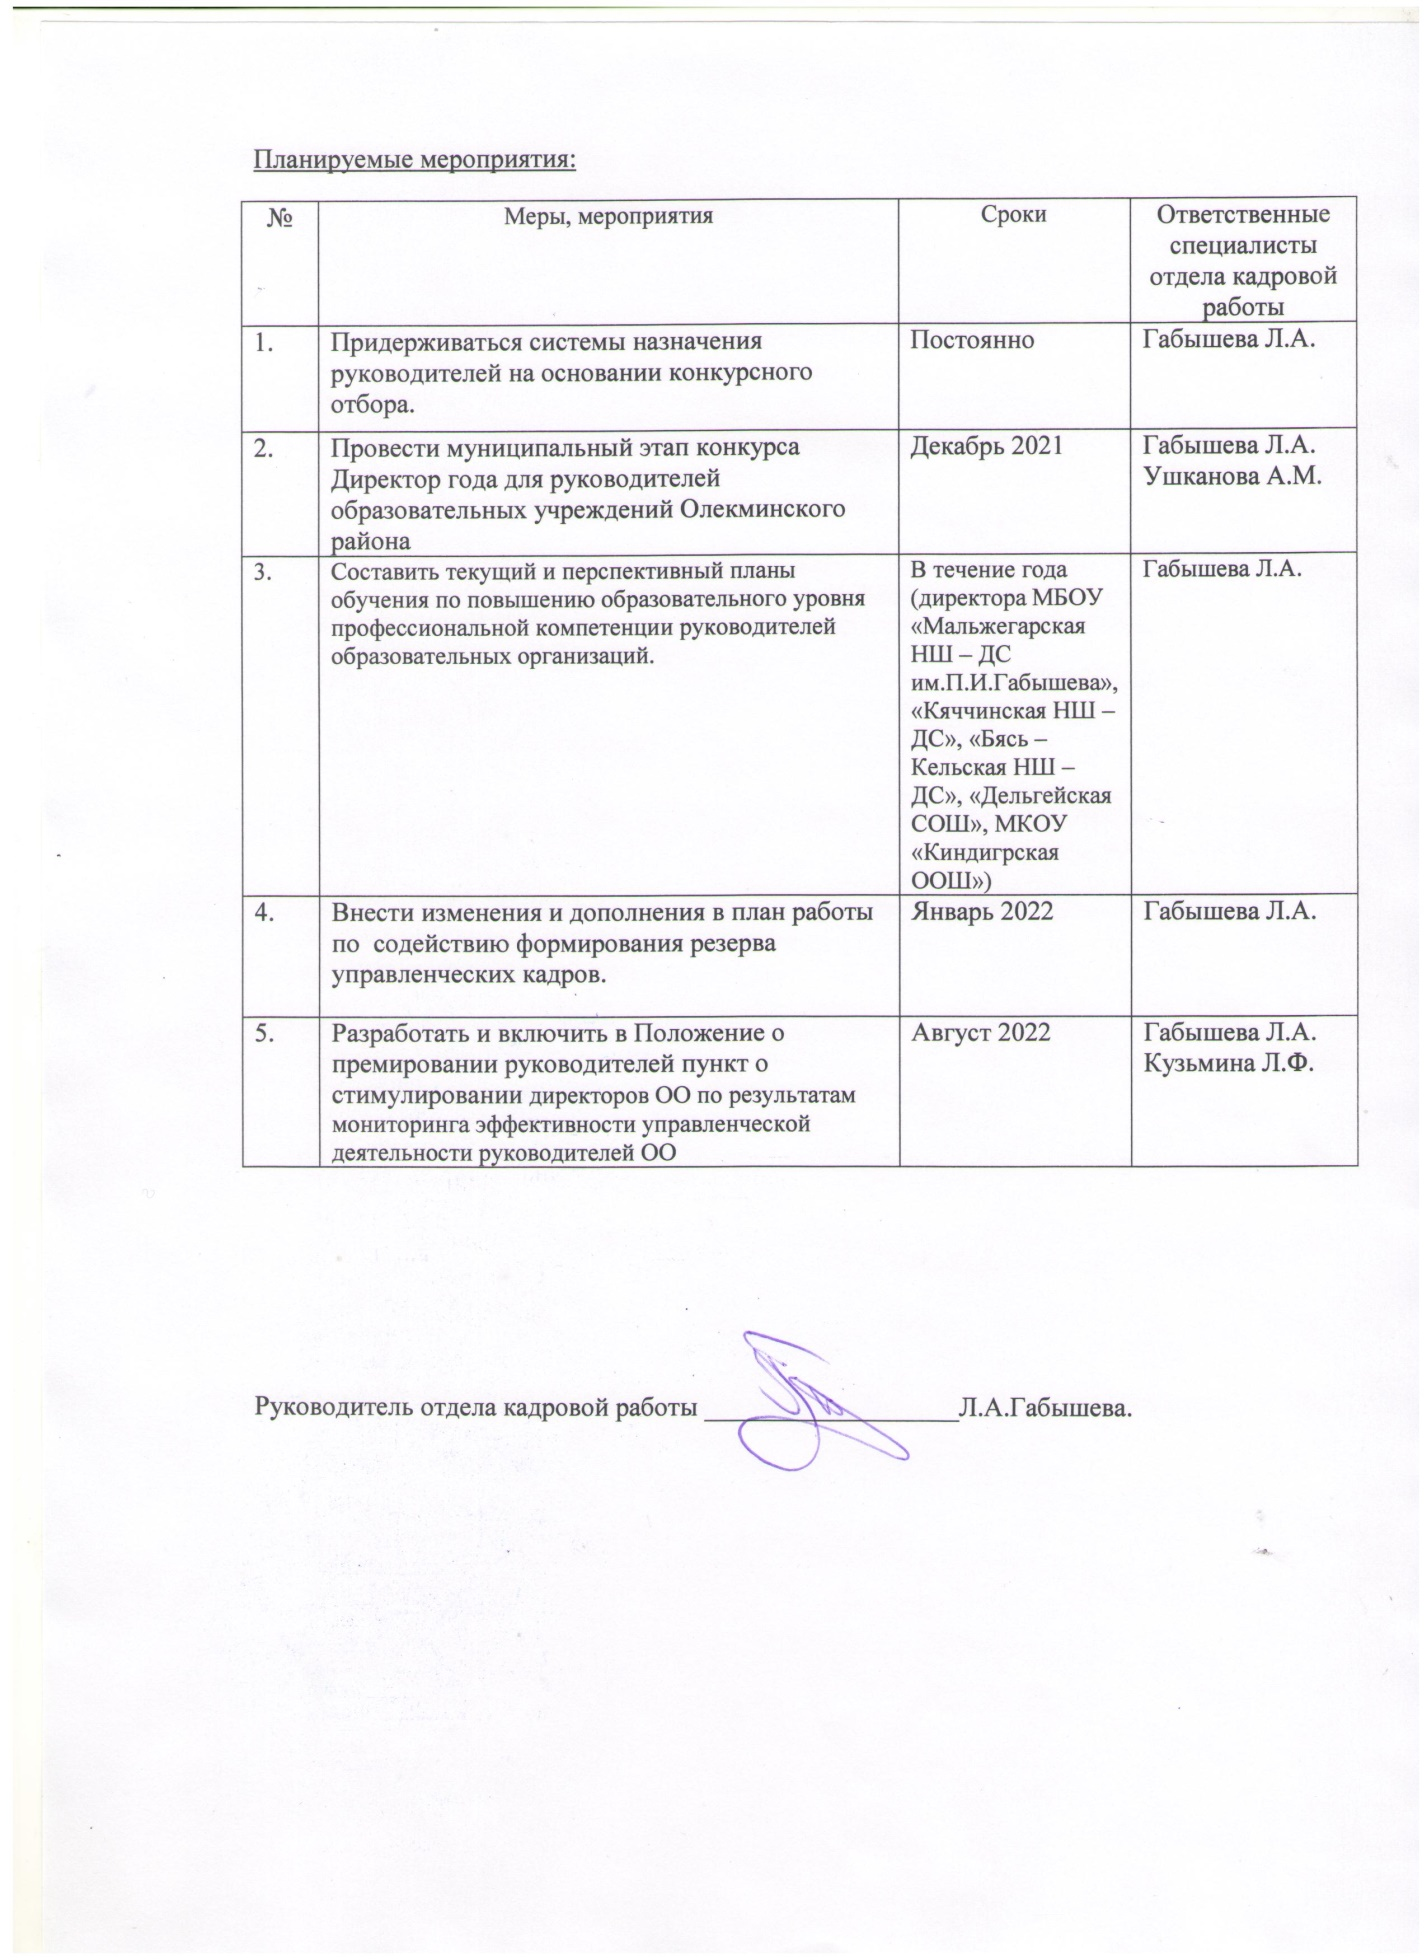 Планируемые мероприятия:
№
Меры, мероприятия
Сроки
Ответственные
специалисты
отдела кадровой
работы
1.
Придерживаться системы назначения
руководителей на основании конкурсного
отбора.
Постоянно
Габышева Л.А.
2.
Провести муниципальный этап конкурса
Директор года для руководителей
образовательных учреждений Олекминского
района
Декабрь 2021
Габышева Л.А.
Ушканова А.М.
3.
Составить текущий и перспективный планы
обучения по повышению образовательного уровня
профессиональной компетенции руководителей
образовательных организаций.
В течение года
(директора МБОУ
«Мальжегарская
НШ – ДС
им.П.И.Габышева»,
«Кяччинская НШ –
ДС», «Бясь –
Кельская НШ –
ДС», «Дельгейская
СОШ», МКОУ
«Киндигрская
ООШ»)
Габышева Л.А.
4.
Внести изменения и дополнения в план работы
по содействию формирования резерва
управленческих кадров.
Январь 2022
Габышева Л.А.
5.
Разработать и включить в Положение о
премировании руководителей пункт о
стимулировании директоров ОО по результатам
мониторинга эффективности управленческой
деятельности руководителей ОО
Август 2022
Габышева Л.А.
Кузьмина Л.Ф.
Руководитель отдела кадровой работы ___________________Л.А.Габышева.